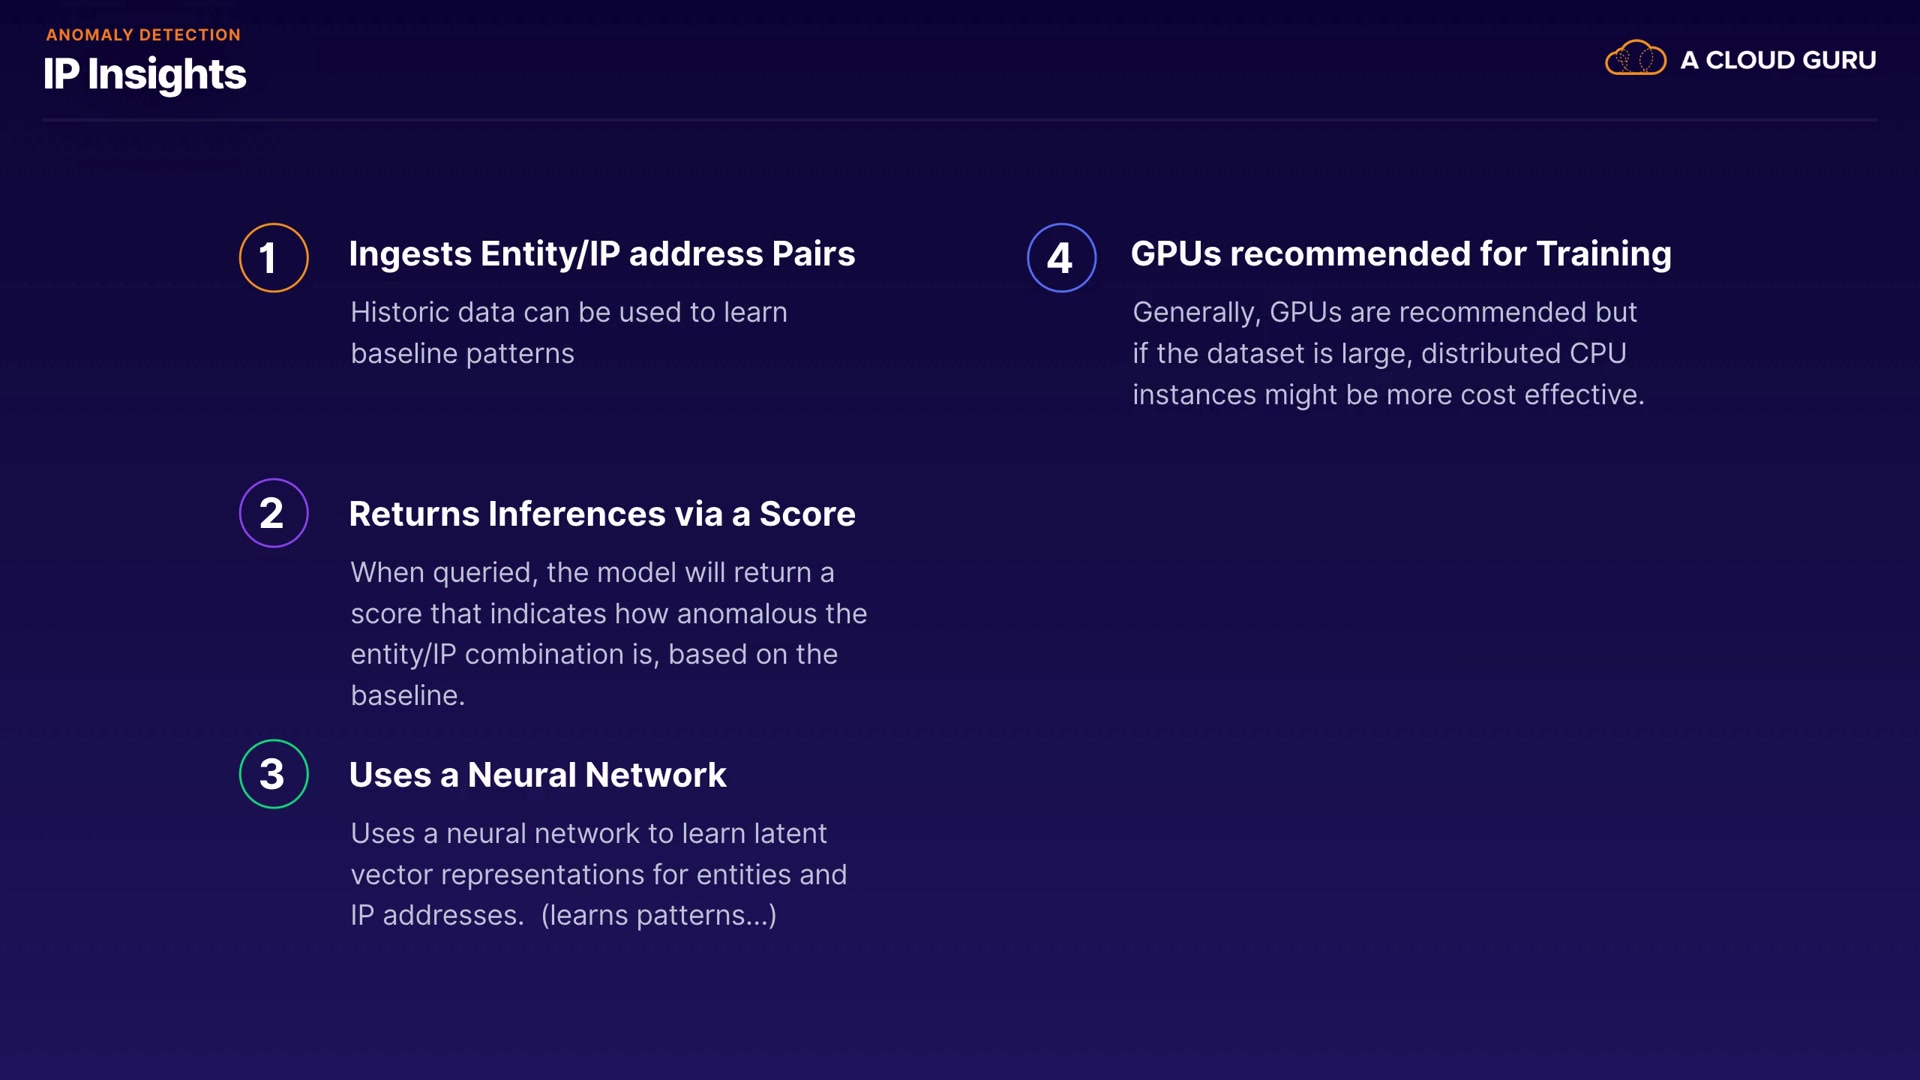 ANOMALY DETECTION
IP Insights
A CLOUD GURU
1
Ingests Entity/IP address Pairs
Historic data can be used to learn
baseline patterns
2
Returns Inferences via a Score
When queried, the model will return a
score that indicates how anomalous the
entity/IP combination is, based on the
baseline.
3
Uses a Neural Network
Uses a neural network to learn latent
vector representations for entities and
IP addresses.  (learns patterns...)
4
GPUs recommended for Training
Generally, GPUs are recommended but
if the dataset is large, distributed CPU
instances might be more cost effective.